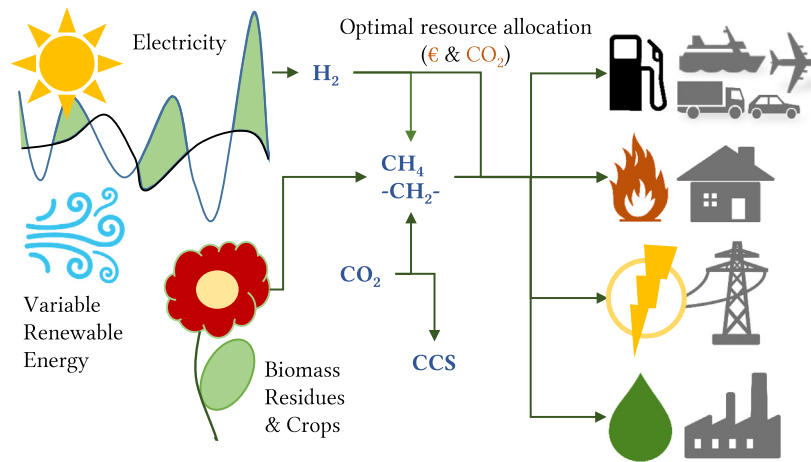 Optimal resource allocation
(€ & CO₂)
Electricity
H₂
CH₄
-CH₂-
CO₂
CCS
Variable
Renewable
Energy
Biomass
Residues
& Crops